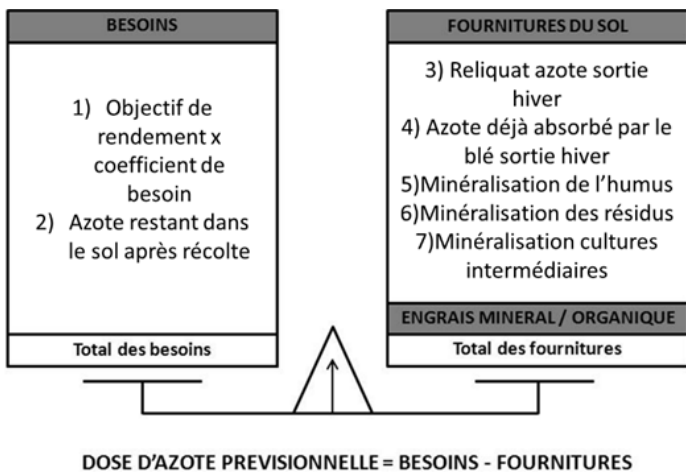 BESOINS
1) Objectif de
rendement x
coefficient de
besoin
2) Azote restant dans
le sol après récolte
Total des besoins
FOURNITURES DU SOL
3) Reliquat azote sortie
hiver
4) Azote déjà absorbé par le
blé sortie hiver
5)Minéralisation de l'humus
6)Minéralisation des résidus
7)Minéralisation cultures
intermédiaires
ENGRAIS MINERAL / ORGANIQUE
Total des fournitures
DOSE D'AZOTE PREVISIONNELLE = BESOINS - FOURNITURES